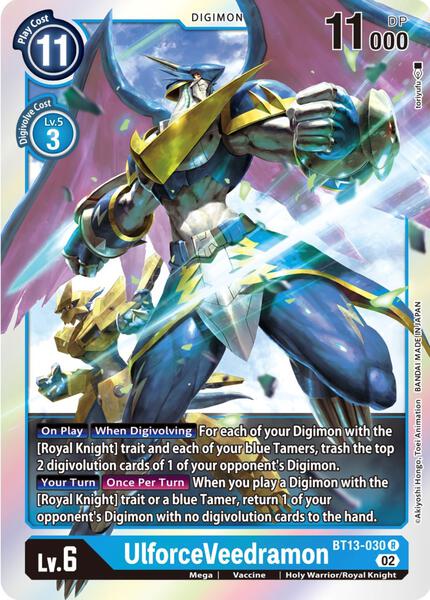 Play Cost
11
DIGIMON
11000
DP
Digivolve Cost
Lv.5
3
toriyufu
On Play When Digivolving For each of your Digimon with the
[Royal Knight] trait and each of your blue Tamers, trash the top
2 digivolution cards of 1 of your opponent's Digimon.
Your Turn Once Per Turn When you play a Digimon with the
[Royal Knight] trait or a blue Tamer, return 1 of your
opponent's Digimon with no digivolution cards to the hand.
©Akiyoshi Hongo, Toei Animation BANDAI MADE IN JAPAN
Lv.6
UlforceVeedramon
BT13-030 R
02
Mega | Vaccine | Holy Warrior/Royal Knight